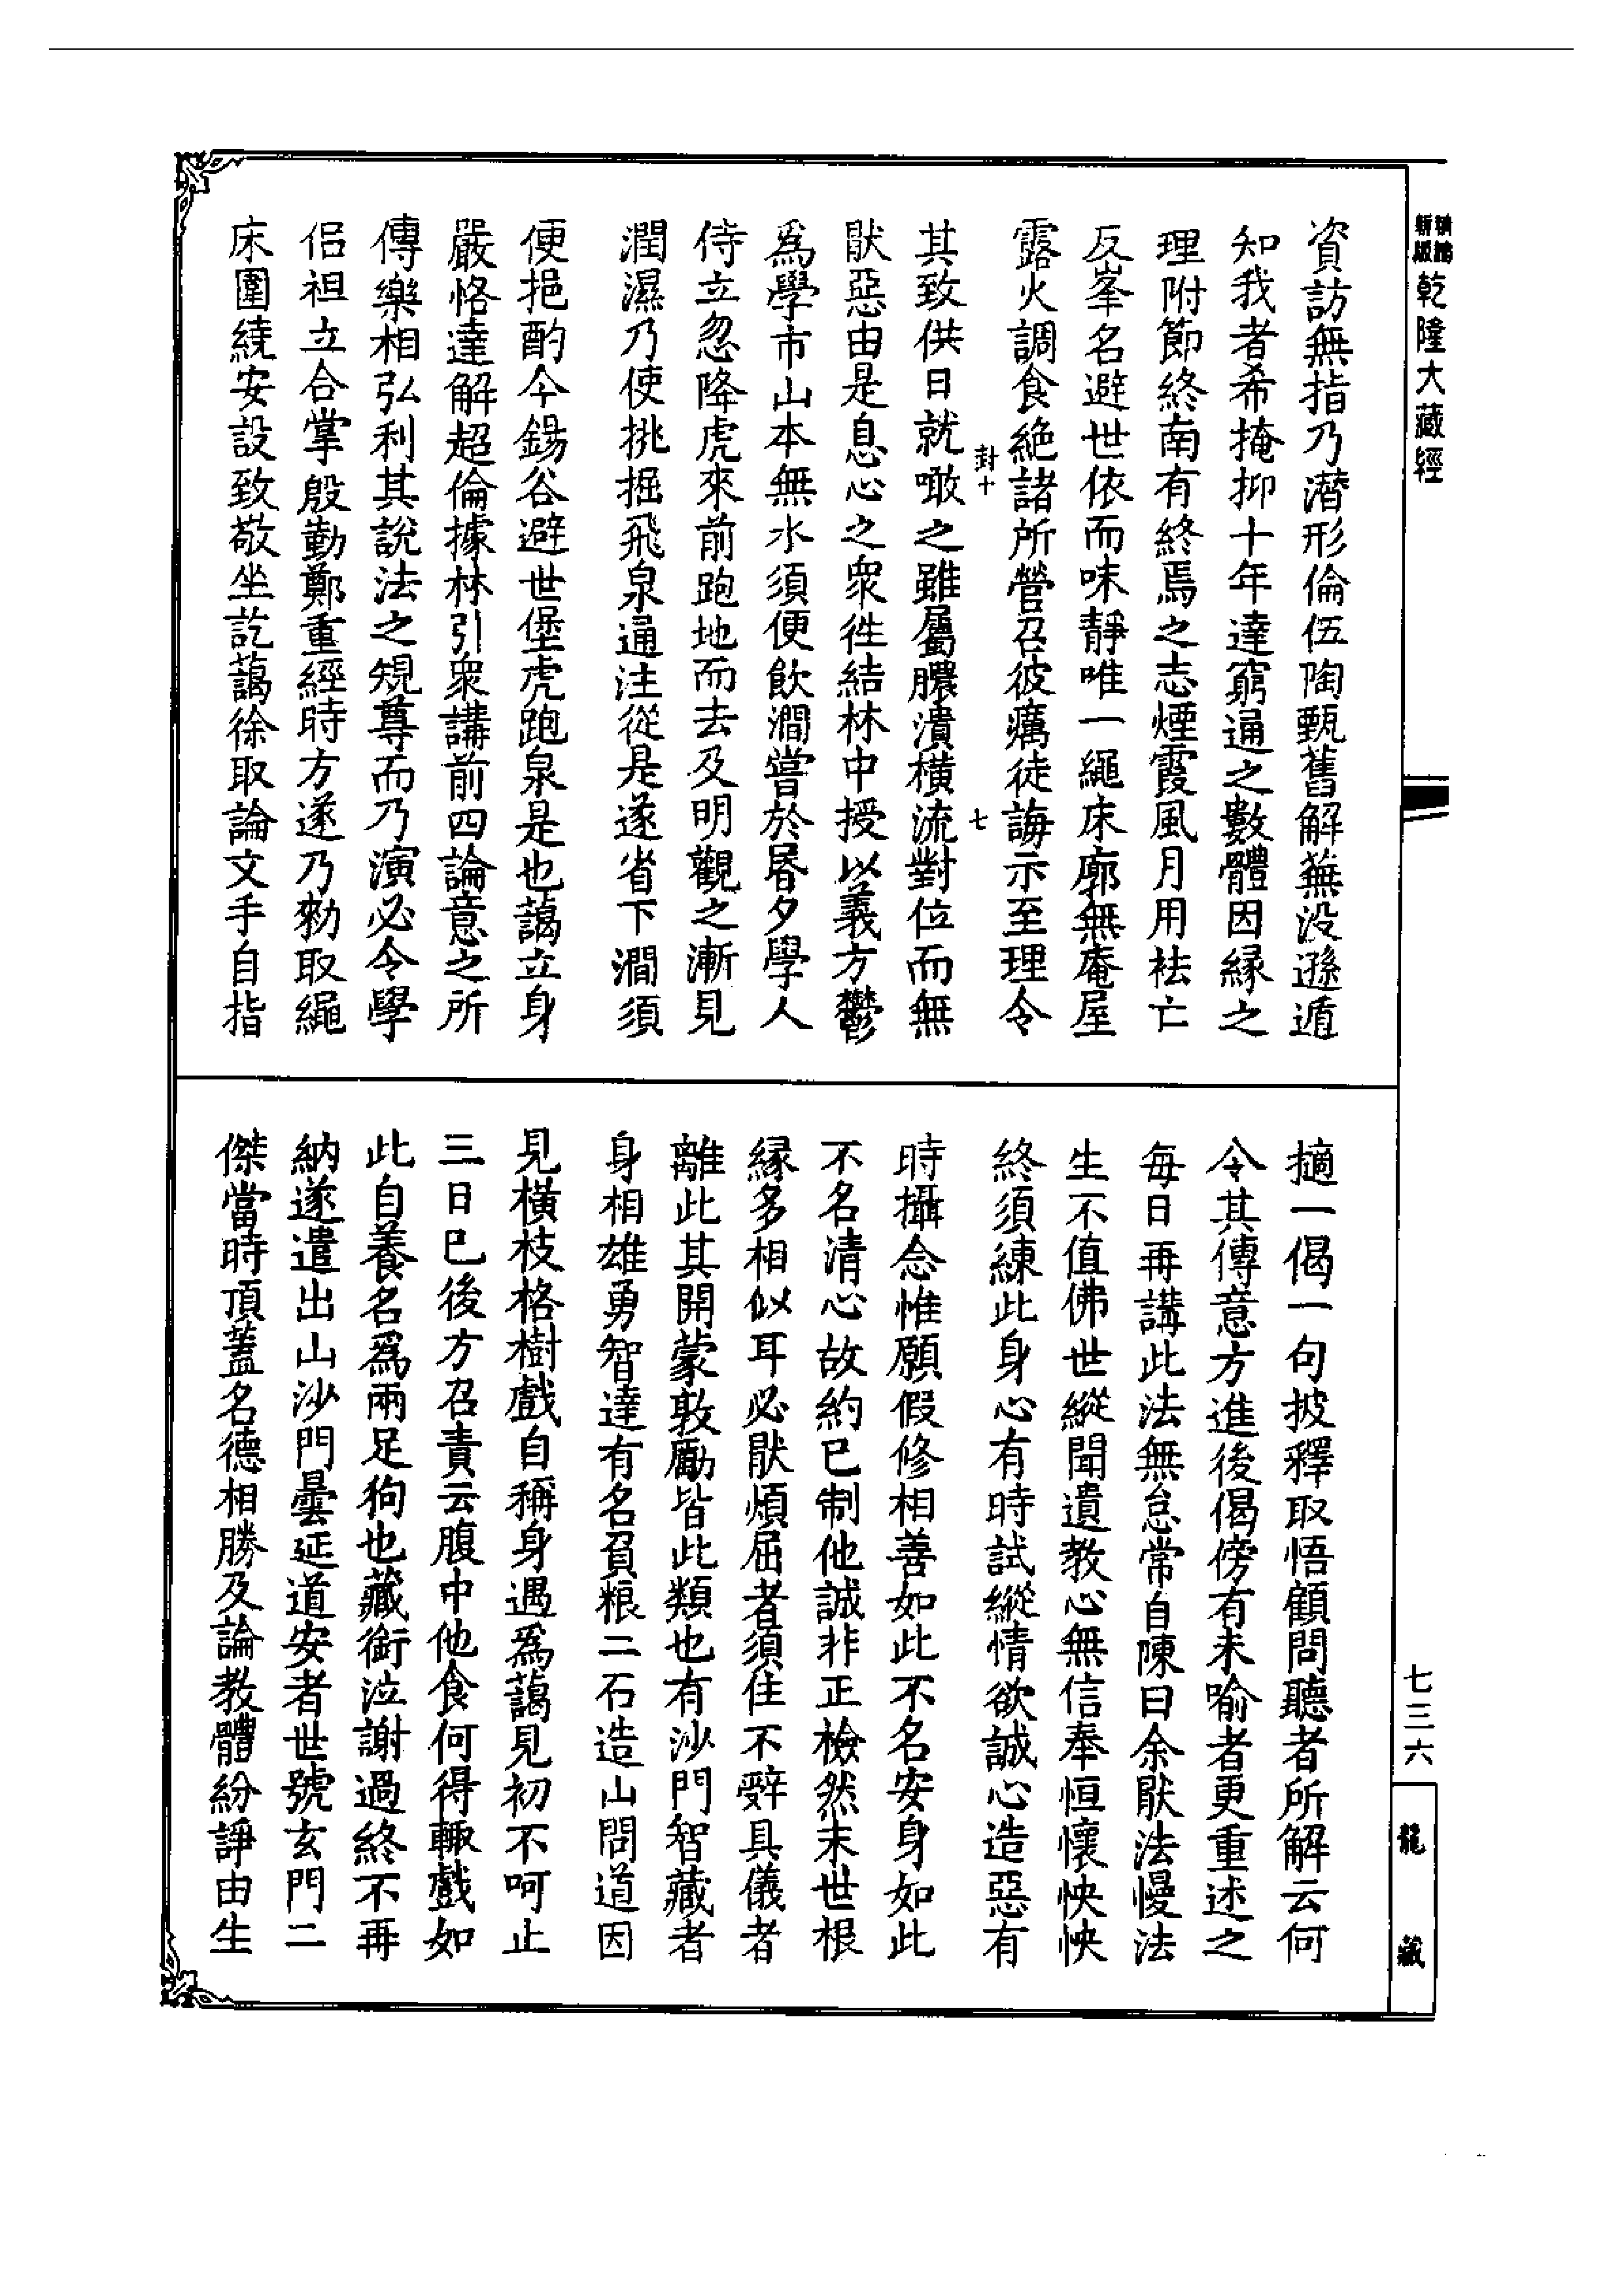 乾隆大藏經
資訪無指乃潛形倫伍陶甄舊解蕪没遜遁
知我者希掩抑十年達窮通之數體因緣之
理附節終南有終焉之志煙霞風月用袪亡
反峯名避世依而味靜唯一繩床廓無庵屋
露火調食絶諸所營召彼癘徒誨示至理令
封十 七
其致供日就噉之雖屬膿潰橫流對位而無
猒惡由是息心之衆徃結林中授以義方鬱
爲學市山本無水須便飲澗嘗於昬夕學人
侍立忽降虎來前跑地而去及明觀之漸見
潤濕乃使挑掘飛泉通注從是遂省下澗須
便挹酌今錫谷避世堡虎跑泉是也藹立身
嚴恪達解超倫據林引衆講前四論意之所
傳樂相弘利其説法之規尊而乃演必令學
侶袒立合掌殷勤鄭重經時方遂乃勑取繩
床圍繞安設致敬坐訖藹徐取論文手自指
擿一偈一句披釋取悟顧問聽者所解云何
令其傳意方進後偈傍有未喻者更重述之
每日再講此法無怠常自陳曰余猒法慢法
生不值佛世縱聞遺教心無信奉恒懷怏怏
終須練此身心有時試縱情欲誠心造惡有
時攝念惟願假修相善如此不名安身如此
不名清心故約已制他誠非正檢然末世根
緣多相似耳必猒煩屈者須住不辭具儀者
離此其開蒙敦勵皆此類也有沙門智藏者
身相雄勇智達有名負粮二石造山問道因
見橫枝格樹戲自稱身遇爲藹見初不呵止
三日已後方召責云腹中他食何得輙戲如
此自養名爲兩足狗也藏銜泣謝過終不再
納遂遣出山沙門曇延道安者世號玄門二
傑當時頂蓋名德相勝及論教體紛諍由生
七三六
龍藏